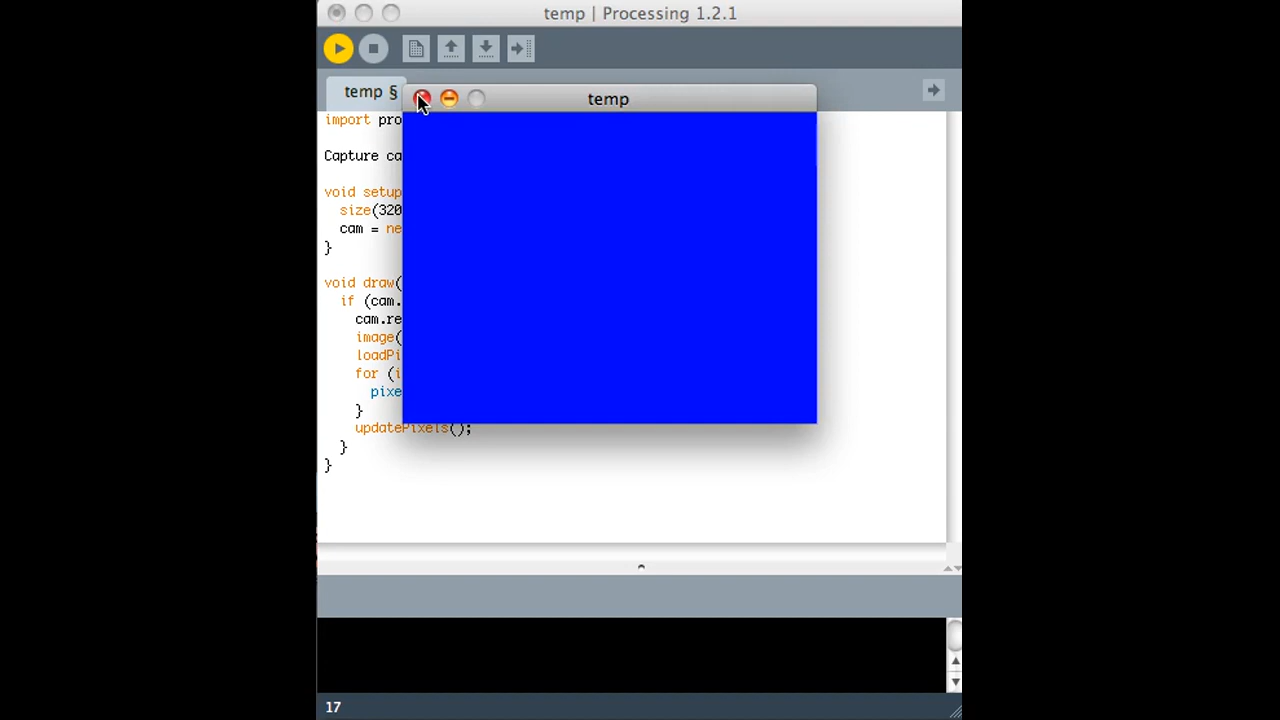 temp | Processing 1.2.1
temp §
temp
import pro
Capture ca
void setup
size(320
cam = ne
}
void draw(
if (cam.
cam.re
image(
loadPi
for (i
pixe
}
updatePixels();
}
}
17